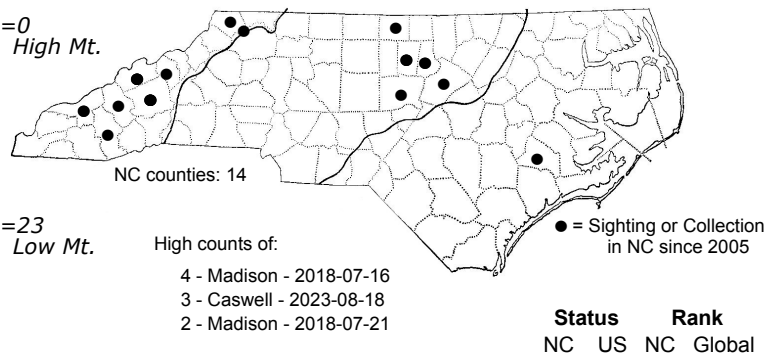 =0
High Mt.
NC counties: 14
=23
Low Mt.
High counts of:
4 - Madison - 2018-07-16
3 - Caswell - 2023-08-18
2 - Madison - 2018-07-21
● = Sighting or Collection
in NC since 2005
Status Rank
NC US NC Global